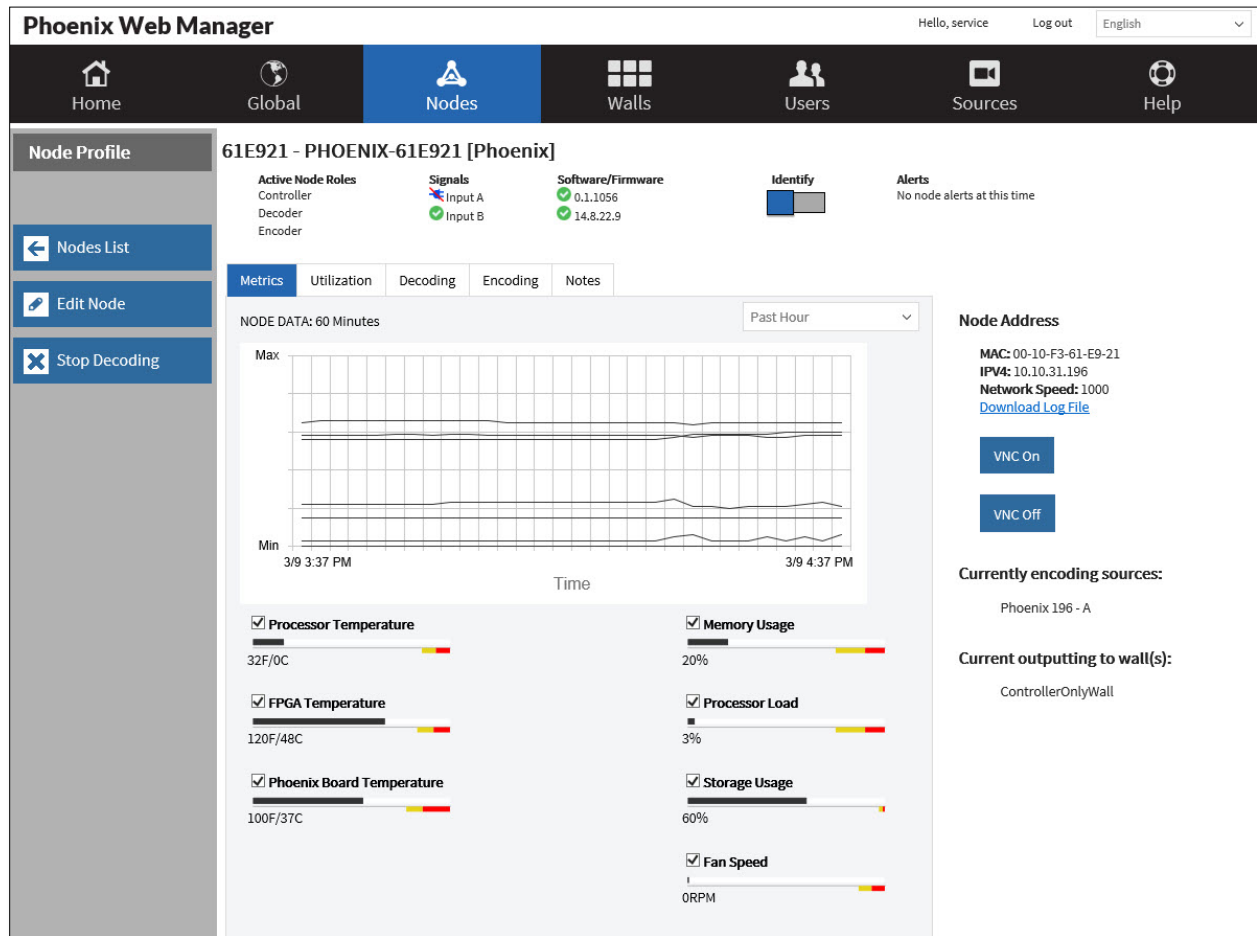 Phoenix Web Manager
Hello, service
Log out
English
Home
Global
Nodes
Walls
Users
Sources
Help
Node Profile
Nodes List
Edit Node
Stop Decoding
61E921 - PHOENIX-61E921 [Phoenix]
Active Node Roles
Controller
Decoder
Encoder
Signals
Input A
Input B
Software/Firmware
0.1.1056
14.8.22.9
Identify
Alerts
No node alerts at this time
Metrics
Utilization
Decoding
Encoding
Notes
NODE DATA: 60 Minutes
Past Hour
Max
Min
3/9 3:37 PM
3/9 4:37 PM
Time
Processor Temperature
32F/0C
FPGA Temperature
120F/48C
Phoenix Board Temperature
100F/37C
Memory Usage
20%
Processor Load
3%
Storage Usage
60%
Fan Speed
0RPM
Node Address
MAC: 00-10-F3-61-E9-21
IPV4: 10.10.31.196
Network Speed: 1000
Download Log File
VNC On
VNC Off
Currently encoding sources:
Phoenix 196 - A
Current outputting to wall(s):
ControllerOnlyWall